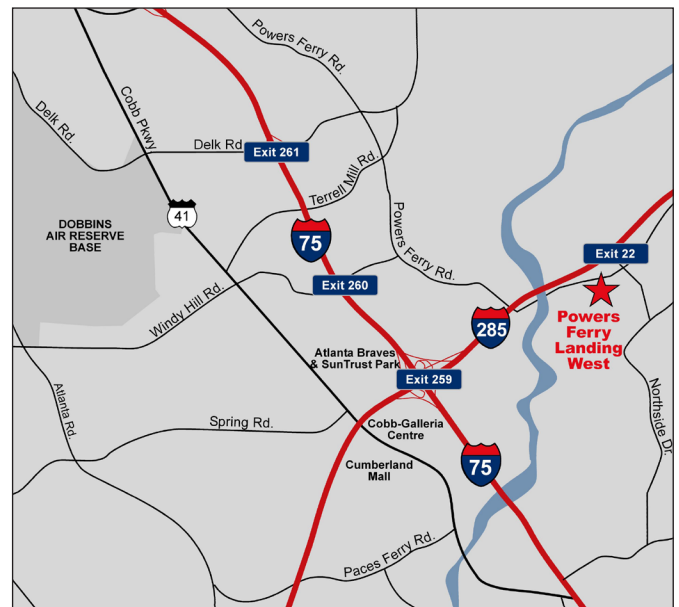 Powers Ferry Rd.
Cobb Pkwy
Delk Rd.
Delk Rd
Exit 261
Terrell Mill Rd.
41
DOBBINS
AIR RESERVE
BASE
75
Powers Ferry Rd.
Exit 22
Exit 260
Windy Hill Rd.
285
Powers
Ferry
Landing
West
Atlanta Braves
& SunTrust Park
Exit 259
Atlanta Rd.
Northside Dr.
Spring Rd.
Cobb-Galleria
Centre
Cumberland
Mall
75
Paces Ferry Rd.